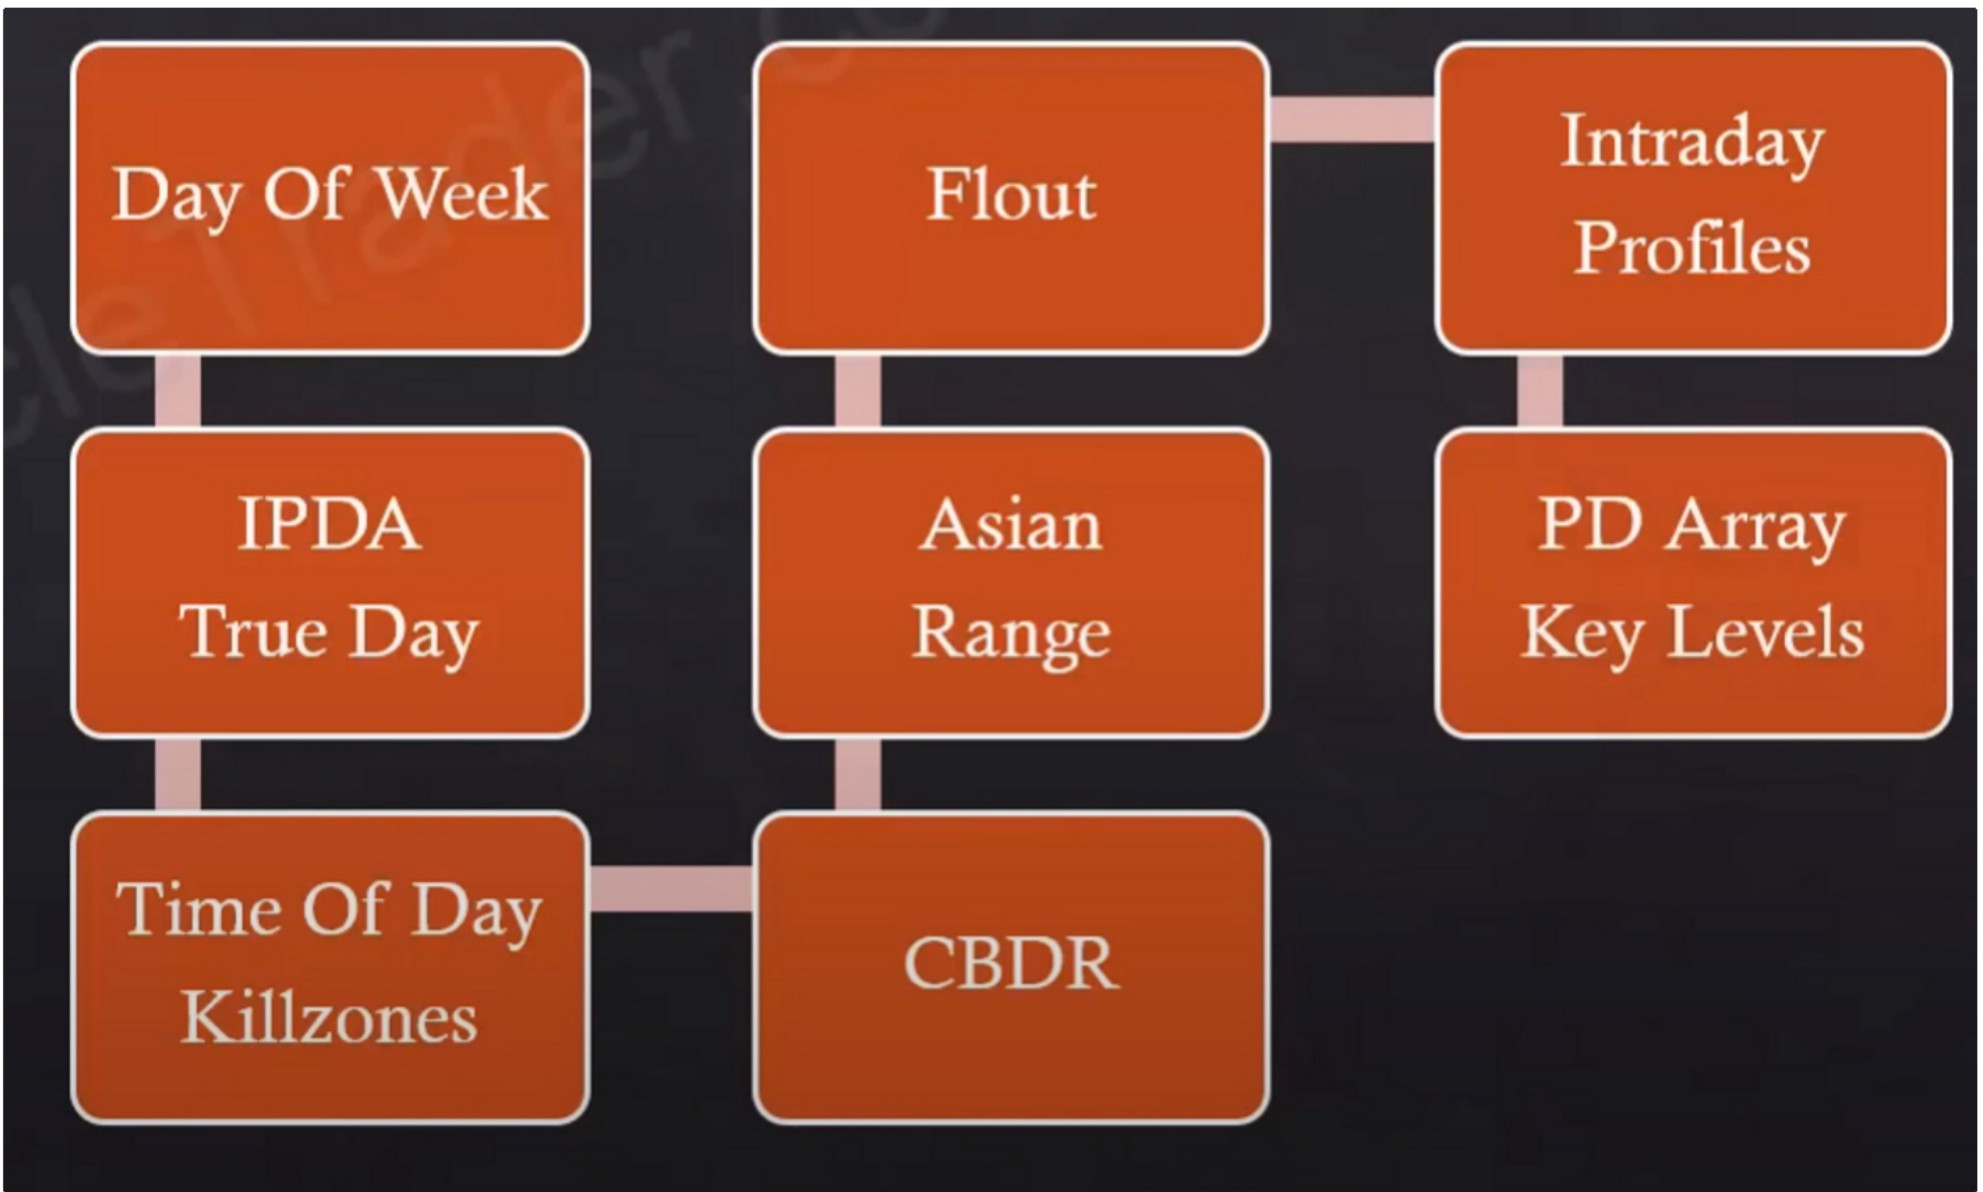 Day Of Week
IPDA
True Day
Time Of Day
Killzones
CBDR
Asian
Range
Flout
Intraday
Profiles
PD Array
Key Levels